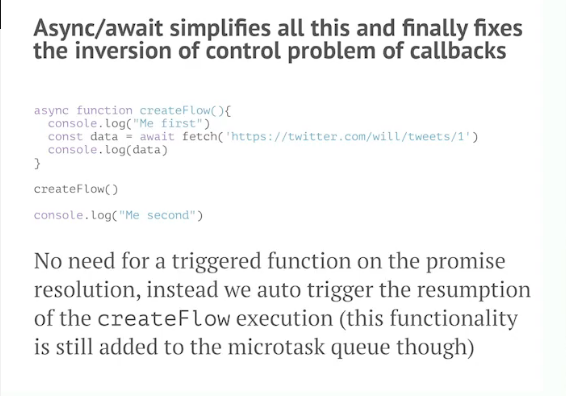 Async/await simplifies all this and finally fixes
the inversion of control problem of callbacks
async function createFlow(){
console.log("Me first")
const data = await fetch('https://twitter.com/will/tweets/1')
console.log(data)
}
createFlow()
console.log("Me second")
No need for a triggered function on the promise
resolution, instead we auto trigger the resumption
of the createFlow execution (this functionality
is still added to the microtask queue though)